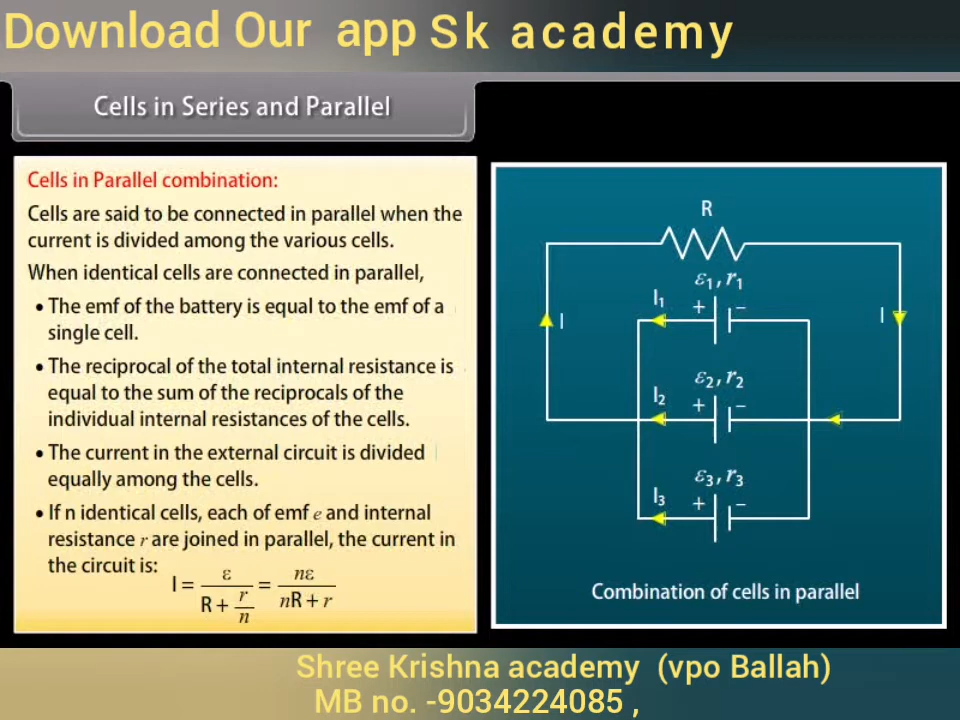 Download Our app Sk academy
Cells in Series and Parallel
Cells in Parallel combination:
Cells are said to be connected in parallel when the
current is divided among the various cells.
When identical cells are connected in parallel,
• The emf of the battery is equal to the emf of a
single cell.
• The reciprocal of the total internal resistance is
equal to the sum of the reciprocals of the
individual internal resistances of the cells.
• The current in the external circuit is divided
equally among the cells.
• If n identical cells, each of emf e and internal
resistance r are joined in parallel, the current in
the circuit is:
I = ε / (R + r/n) = nε / (nR + r)
R
ε₁, r₁
I₁ + −
I I
ε₂, r₂
I₂ + −
ε₃, r₃
I₃ + −
Combination of cells in parallel
Shree Krishna academy (vpo Ballah)
MB no. -9034224085 ,